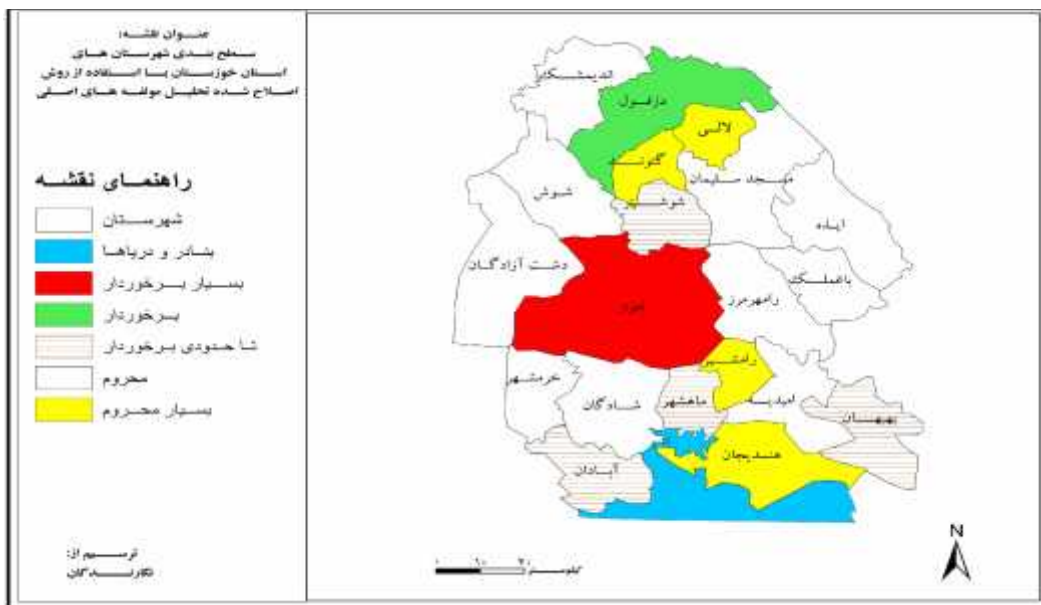 عنوان نقشه:
سطح بندی شهرستان های
استان خوزستان با استفاده از روش
اصلاح شده تحلیل مولفه های اصلی
راهنمای نقشه
شهرستان
بنادر و دریاها
بسیار برخوردار
برخوردار
تا حدودی برخوردار
محروم
بسیار محروم
ترسیم از:
نگارندگان
اندیمشک
دزفول
لالی
گتوند
مسجد سلیمان
شوش
شوشتر
ایذه
دشت آزادگان
باغملک
اهواز
رامهرمز
رامشیر
خرمشهر
شادگان
ماهشهر
امیدیه
بهبهان
هندیجان
آبادان
N
کیلومتر